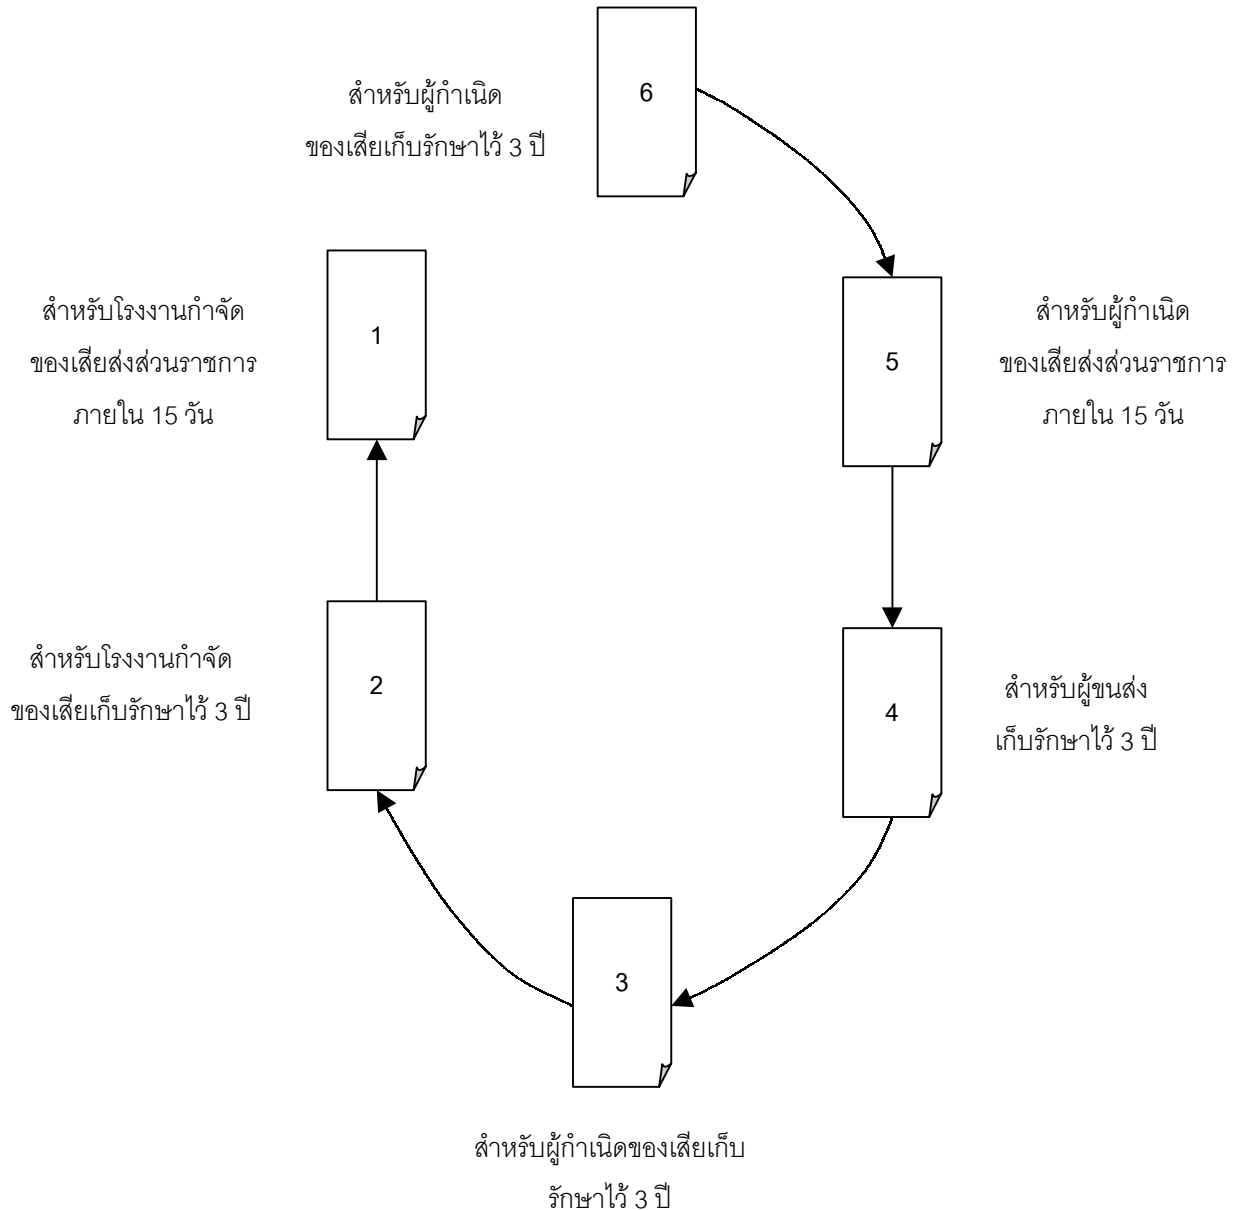 สำหรับผู้กำเนิด
ของเสียเก็บรักษาไว้ 3 ปี
6
สำหรับโรงงานกำจัด
ของเสียส่งส่วนราชการ
ภายใน 15 วัน
1
5
สำหรับผู้กำเนิด
ของเสียส่งส่วนราชการ
ภายใน 15 วัน
สำหรับโรงงานกำจัด
ของเสียเก็บรักษาไว้ 3 ปี
2
4
สำหรับผู้ขนส่ง
เก็บรักษาไว้ 3 ปี
3
สำหรับผู้กำเนิดของเสียเก็บ
รักษาไว้ 3 ปี